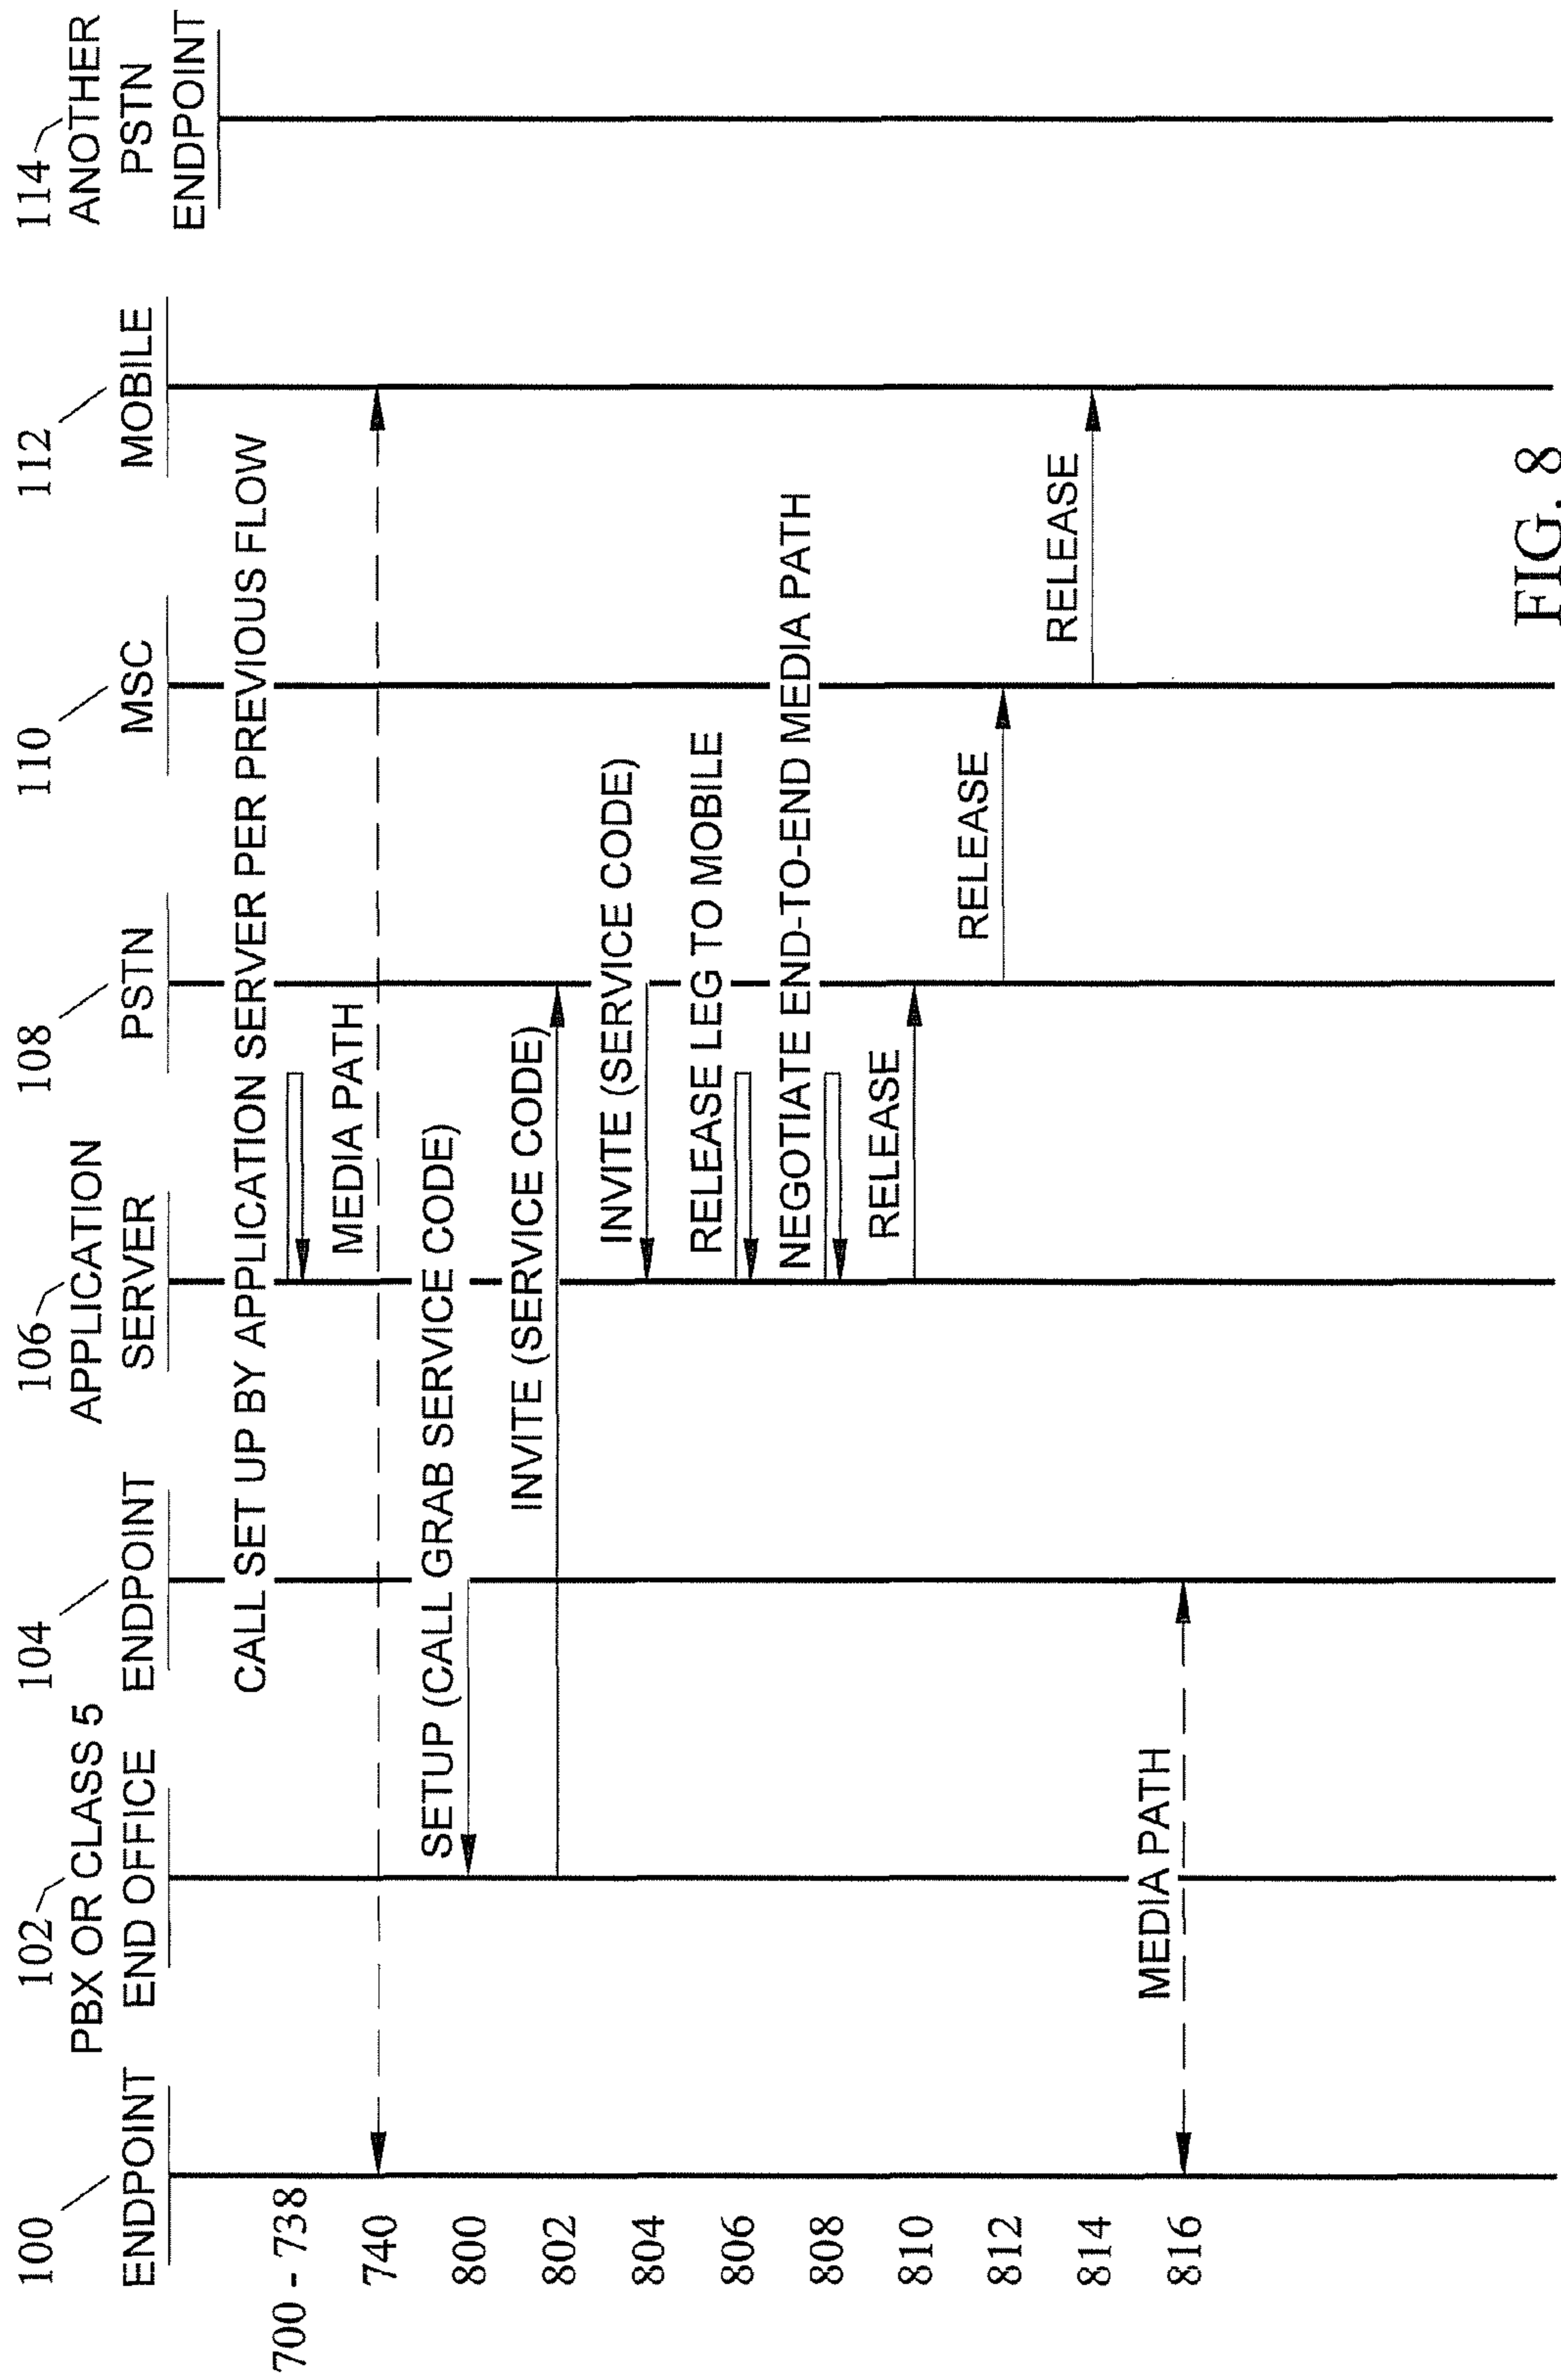 100
ENDPOINT
102
PBX OR CLASS 5
END OFFICE
104
ENDPOINT
106
APPLICATION
SERVER
108
PSTN
110
MSC
112
MOBILE
114
ANOTHER
PSTN
ENDPOINT
700 - 738
CALL SET UP BY APPLICATION SERVER PER PREVIOUS FLOW
740
MEDIA PATH
800
SETUP (CALL GRAB SERVICE CODE)
802
INVITE (SERVICE CODE)
804
INVITE (SERVICE CODE)
806
RELEASE LEG TO MOBILE
808
NEGOTIATE END-TO-END MEDIA PATH
810
RELEASE
812
RELEASE
814
RELEASE
816
MEDIA PATH
FIG. 8